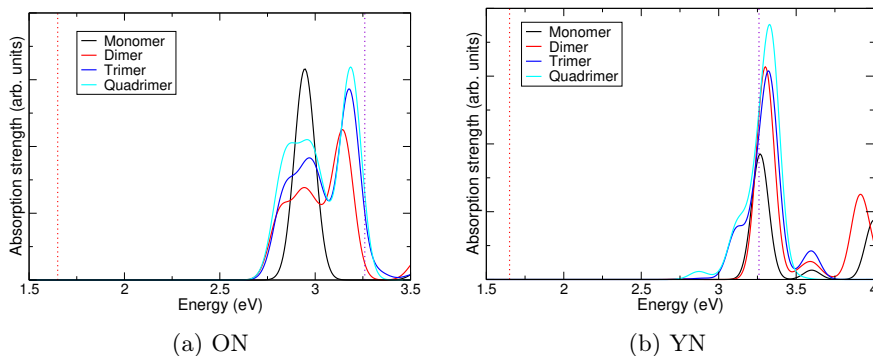 Absorption strength (arb. units)
Monomer
Dimer
Trimer
Quadrimer
1.5 2 2.5 3 3.5
Energy (eV)
(a) ON
Absorption strength (arb. units)
Monomer
Dimer
Trimer
Quadrimer
1.5 2 2.5 3 3.5 4
Energy (eV)
(b) YN